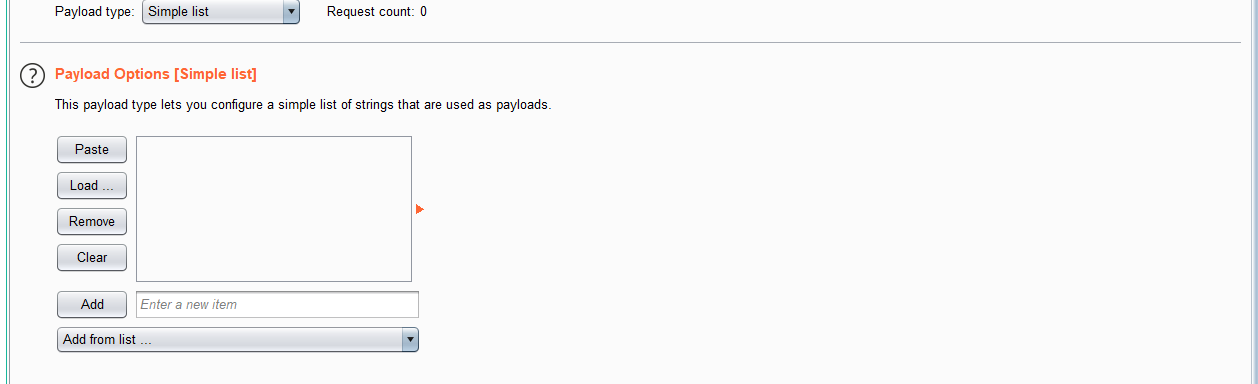 Payload type: Simple list Request count: 0
? Payload Options [Simple list]
This payload type lets you configure a simple list of strings that are used as payloads.
Paste
Load ...
Remove
Clear
Add Enter a new item
Add from list ...